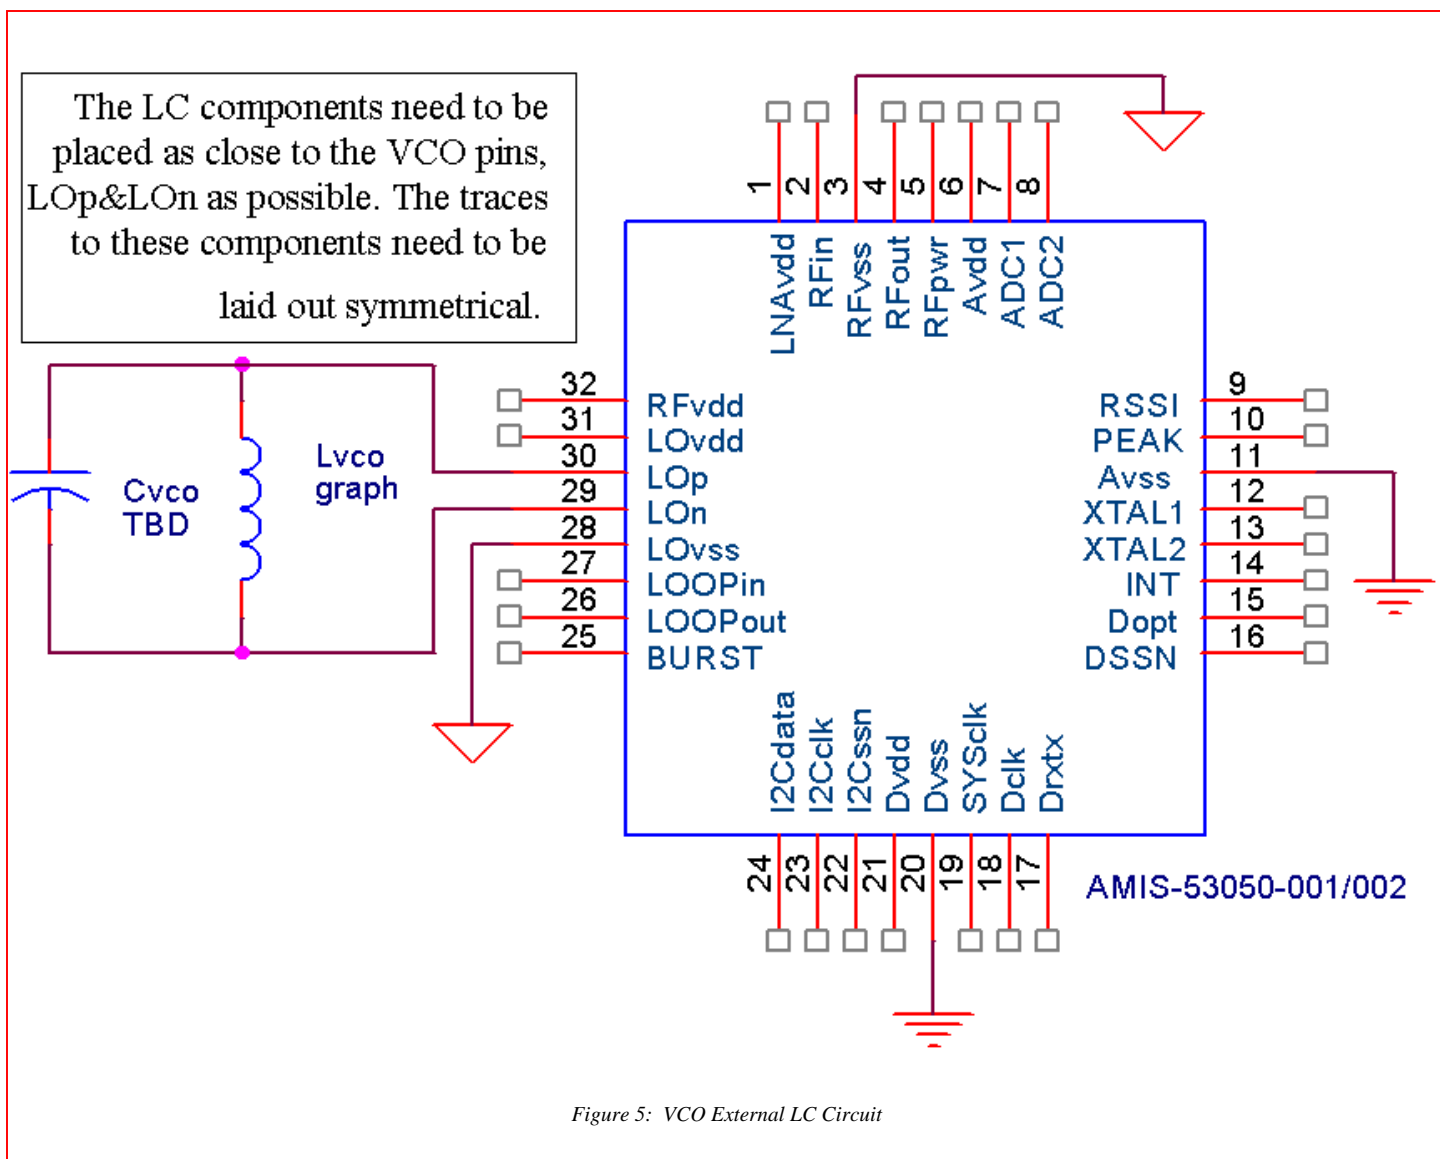 The LC components need to be
placed as close to the VCO pins,
LOp&LOn as possible. The traces
to these components need to be
laid out symmetrical.
1
2
3
4
5
6
7
8
LNAvdd
RFin
RFvss
RFout
RFpwr
Avdd
ADC1
ADC2
32
RFvdd
31
LOvdd
30
LOp
29
LOn
28
LOvss
27
LOOPin
26
LOOPout
25
BURST
Cvco
TBD
Lvco
graph
9
RSSI
10
PEAK
11
Avss
12
XTAL1
13
XTAL2
14
INT
15
Dopt
16
DSSN
I2Cdata
I2Cclk
I2Cssn
Dvdd
Dvss
SYSclk
Dclk
Drxtx
24
23
22
21
20
19
18
17
AMIS-53050-001/002
Figure 5: VCO External LC Circuit